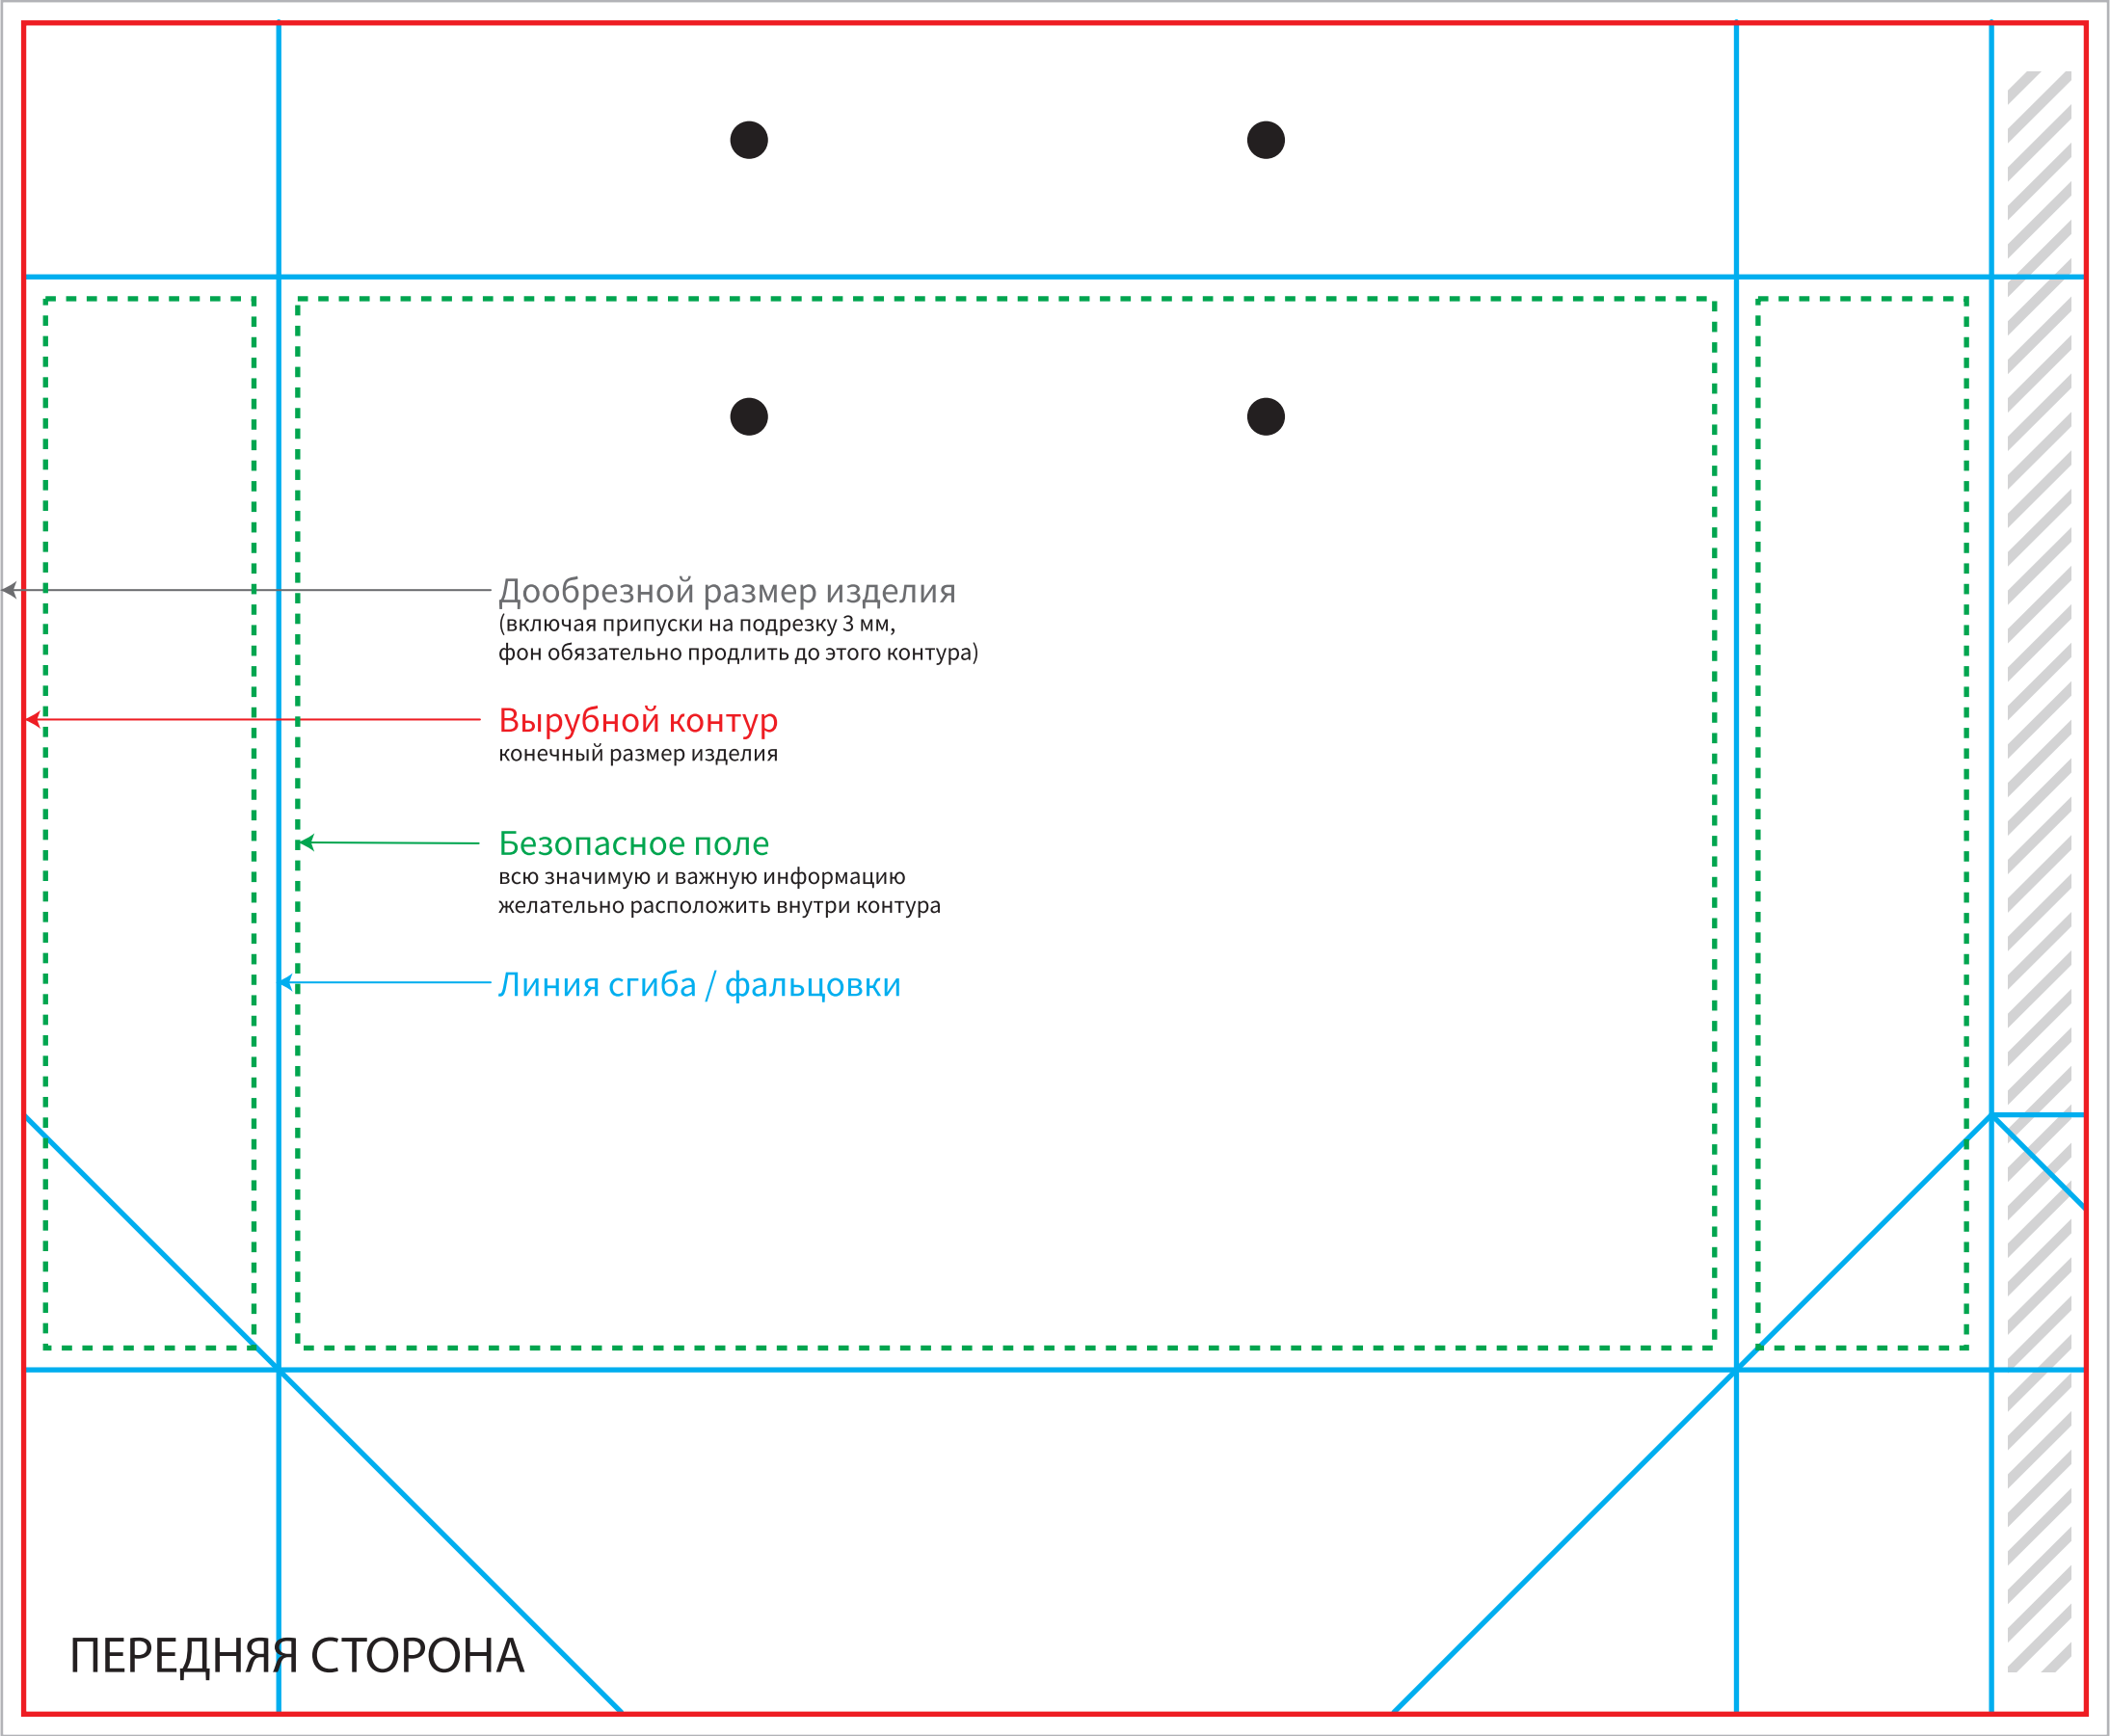 Дообрезной размер изделия
(включая припуски на подрезку 3 мм,
фон обязательно продлить до этого контура)
Вырубной контур
конечный размер изделия
Безопасное поле
всю значимую и важную информацию
желательно расположить внутри контура
Линия сгиба / фальцовки
ПЕРЕДНЯЯ СТОРОНА